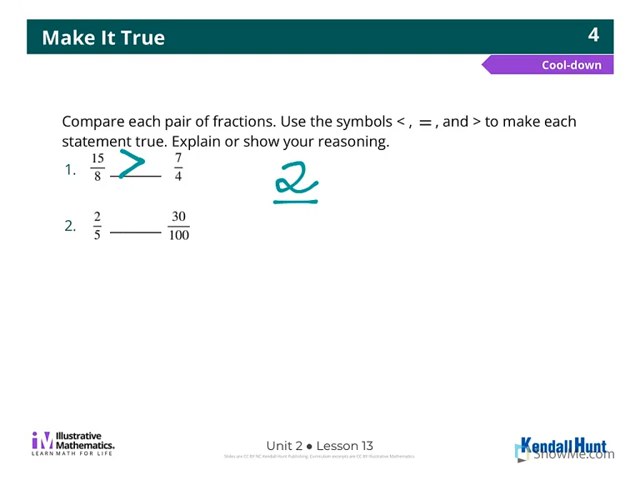 Make It True
4
Cool-down
Compare each pair of fractions. Use the symbols < , = , and > to make each
statement true. Explain or show your reasoning.
1. 15/8 > 7/4
2
2. 2/5 ____ 30/100
iM Illustrative
Mathematics.
LEARN MATH FOR LIFE
Unit 2 ● Lesson 13
Kendall Hunt
ShowMe.com